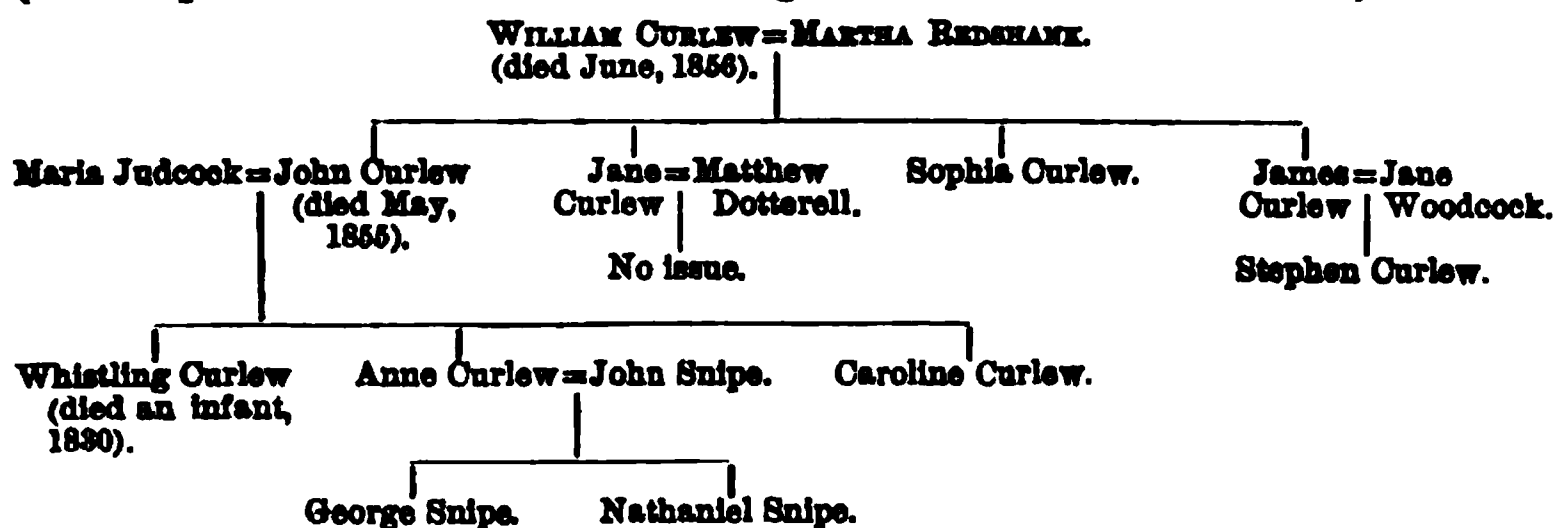 WILLIAM CURLEW=MARTHA REDSHANK.
(died June, 1856).
Maria Judcock=John Curlew
(died May,
1855).
Jane=Matthew
Curlew | Dotterell.
No issue.
Sophia Curlew.
James=Jane
Curlew | Woodcock.
Stephen Curlew.
Whistling Curlew
(died an infant,
1830).
Anne Curlew=John Snipe.
Caroline Curlew.
George Snipe.
Nathaniel Snipe.